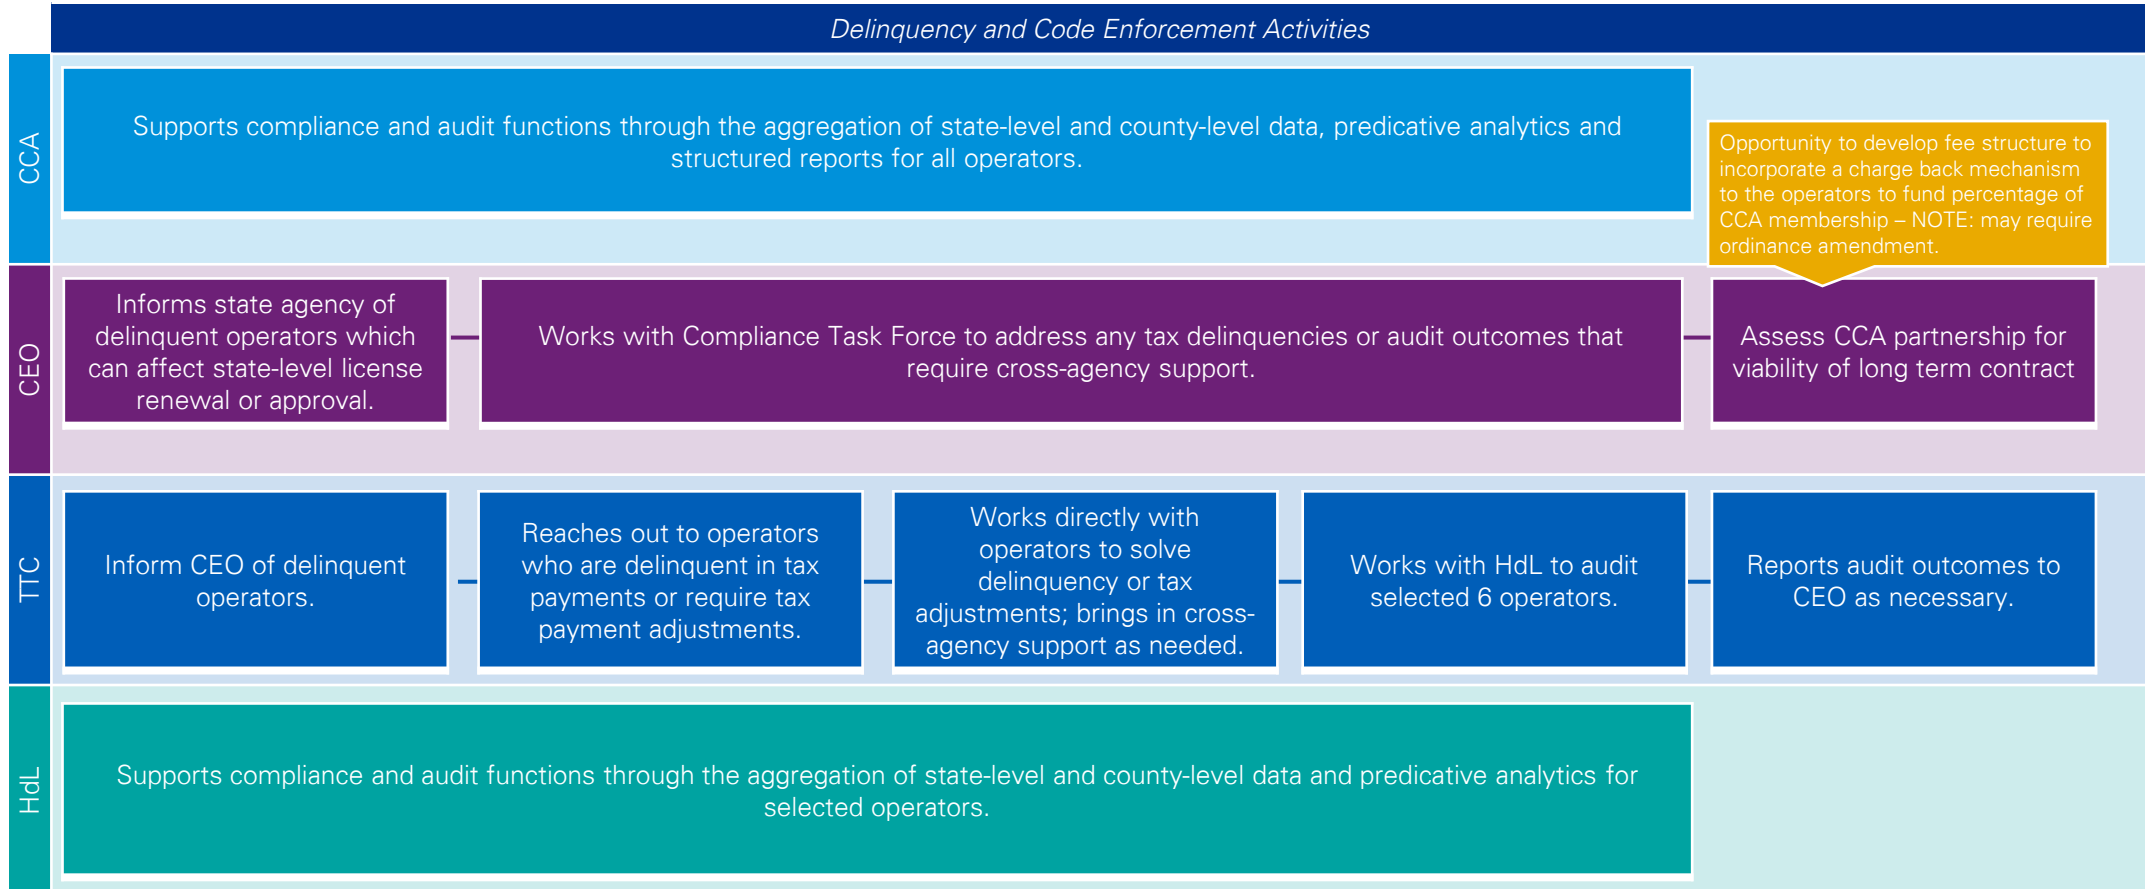 Delinquency and Code Enforcement Activities
CCA
Supports compliance and audit functions through the aggregation of state-level and county-level data, predicative analytics and
structured reports for all operators.
Opportunity to develop fee structure to
incorporate a charge back mechanism
to the operators to fund percentage of
CCA membership – NOTE: may require
ordinance amendment.
CEO
Informs state agency of
delinquent operators which
can affect state-level license
renewal or approval.
Works with Compliance Task Force to address any tax delinquencies or audit outcomes that
require cross-agency support.
Assess CCA partnership for
viability of long term contract
TTC
Inform CEO of delinquent
operators.
Reaches out to operators
who are delinquent in tax
payments or require tax
payment adjustments.
Works directly with
operators to solve
delinquency or tax
adjustments; brings in cross-
agency support as needed.
Works with HdL to audit
selected 6 operators.
Reports audit outcomes to
CEO as necessary.
HdL
Supports compliance and audit functions through the aggregation of state-level and county-level data and predicative analytics for
selected operators.